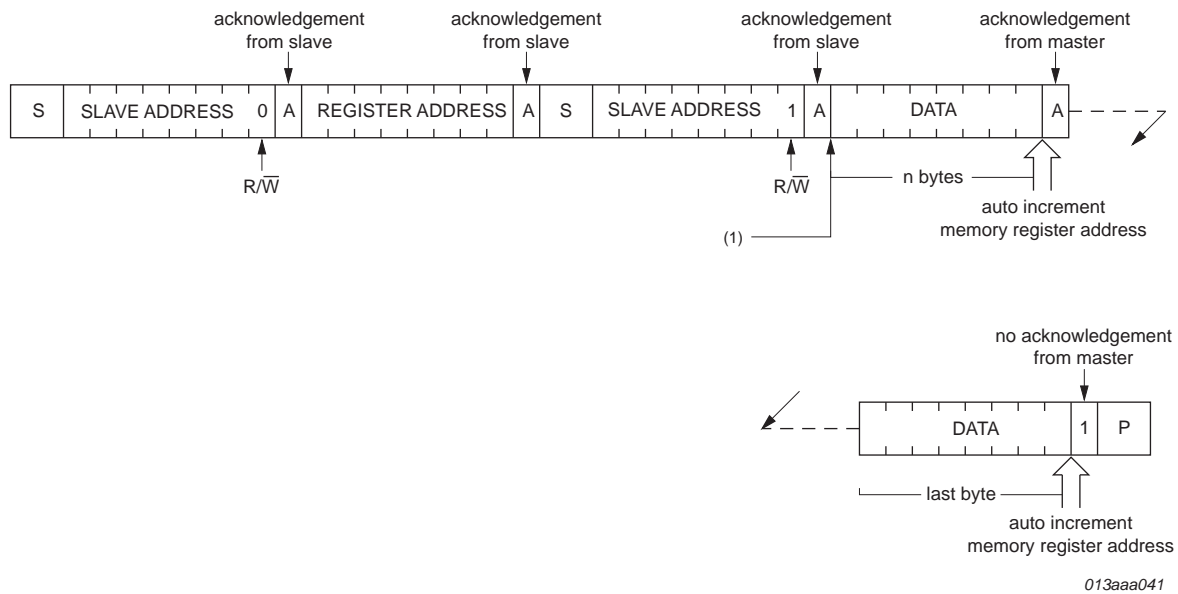 acknowledgement
from slave
acknowledgement
from slave
acknowledgement
from slave
acknowledgement
from master
S SLAVE ADDRESS 0 A REGISTER ADDRESS A S SLAVE ADDRESS 1 A DATA A
R/W̅
R/W̅
n bytes
auto increment
memory register address
(1)
no acknowledgement
from master
DATA 1 P
last byte
auto increment
memory register address
013aaa041